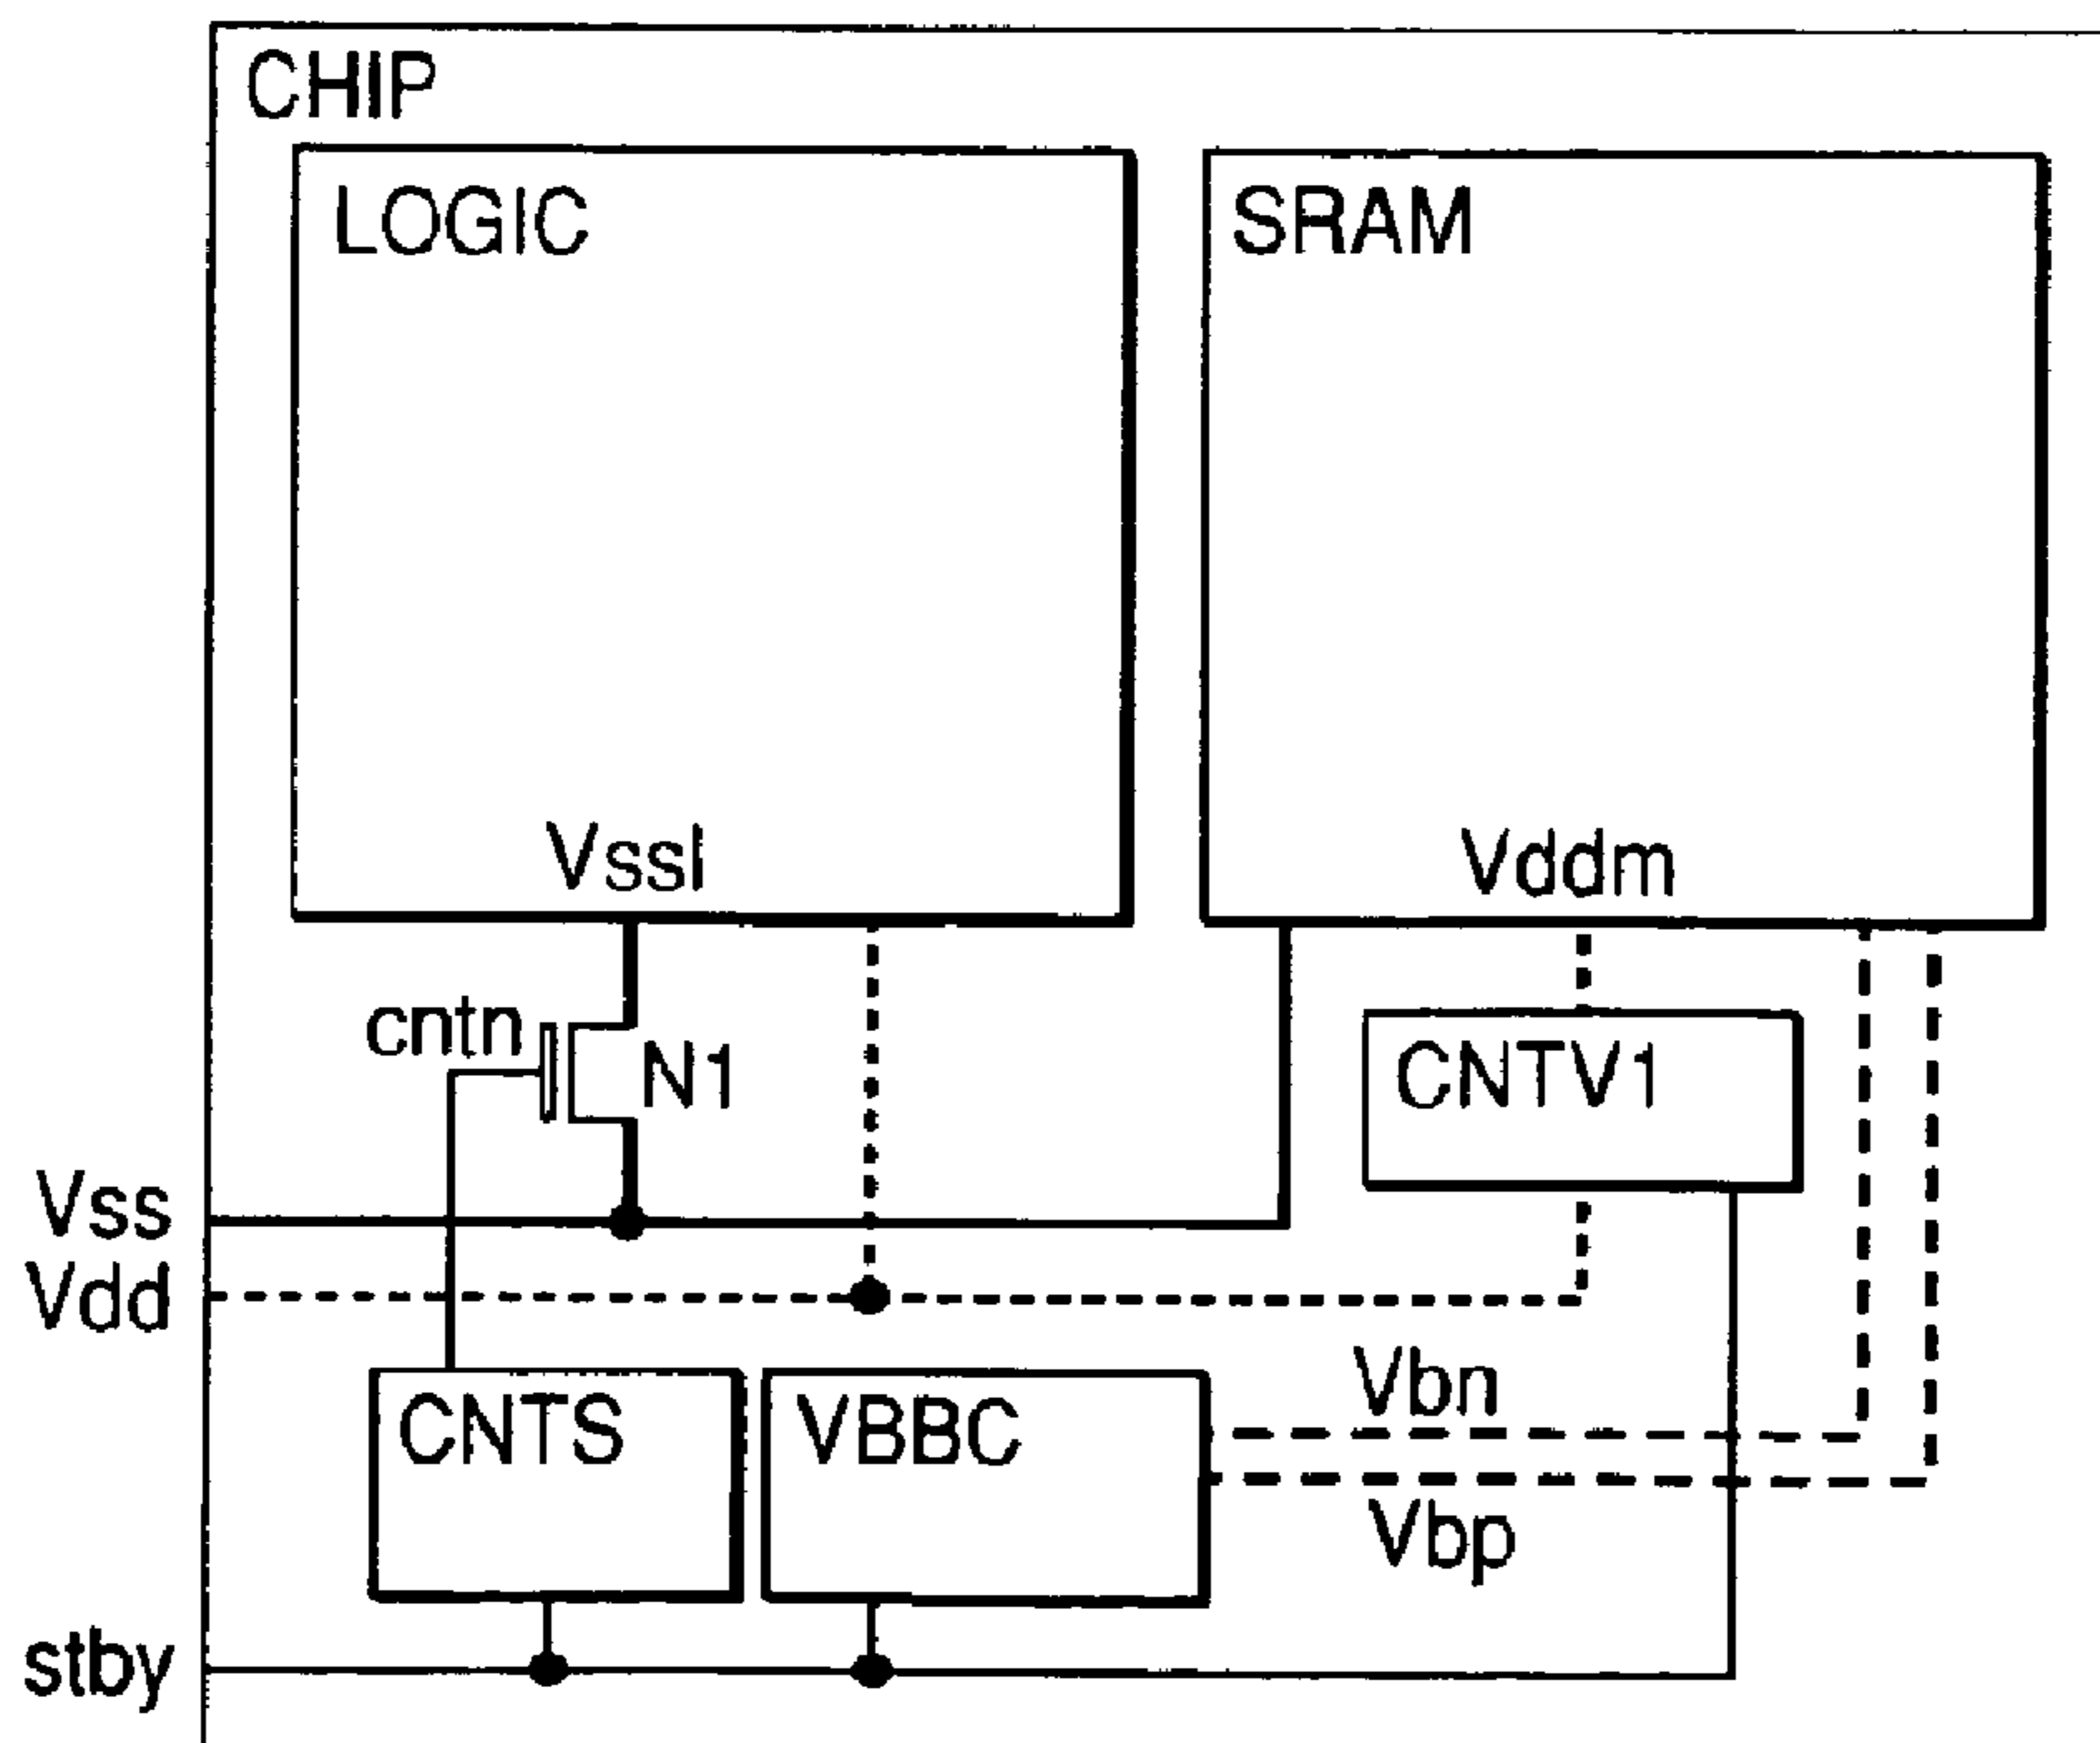 CHIP
LOGIC
SRAM
Vssl
Vddm
cntn
N1
CNTV1
Vss
Vdd
CNTS
VBBC
Vbn
Vbp
stby